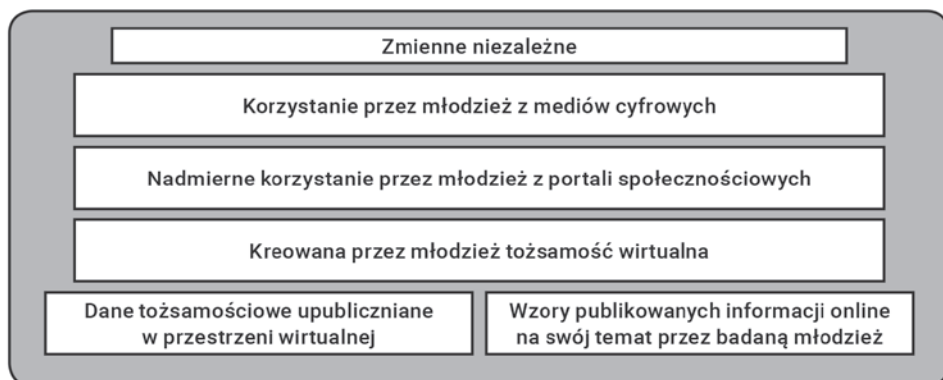 Zmienne niezależne
Korzystanie przez młodzież z mediów cyfrowych
Nadmierne korzystanie przez młodzież z portali społecznościowych
Kreowana przez młodzież tożsamość wirtualna
Dane tożsamościowe upubliczniane
w przestrzeni wirtualnej
Wzory publikowanych informacji online
na swój temat przez badaną młodzież